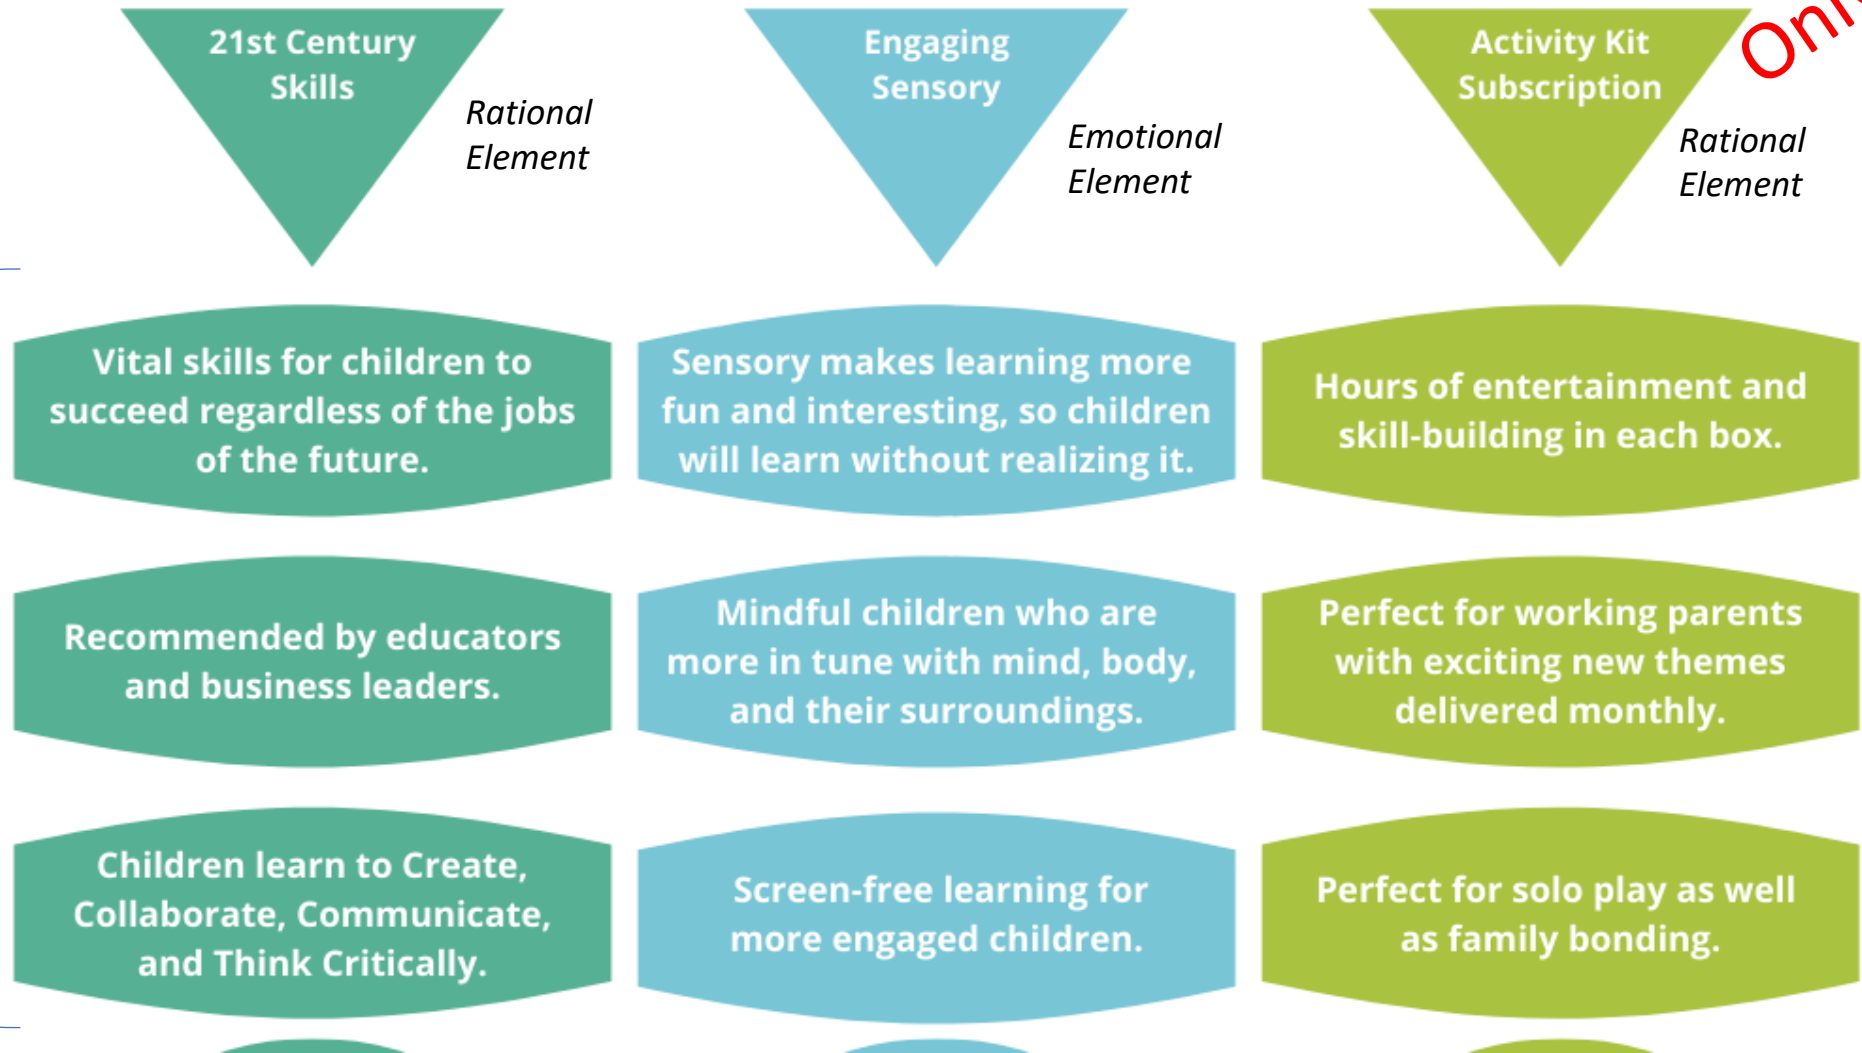 21st Century
Skills
Rational
Element
Engaging
Sensory
Emotional
Element
Activity Kit
Subscription
Rational
Element
Vital skills for children to
succeed regardless of the jobs
of the future.
Sensory makes learning more
fun and interesting, so children
will learn without realizing it.
Hours of entertainment and
skill-building in each box.
Recommended by educators
and business leaders.
Mindful children who are
more in tune with mind, body,
and their surroundings.
Perfect for working parents
with exciting new themes
delivered monthly.
Children learn to Create,
Collaborate, Communicate,
and Think Critically.
Screen-free learning for
more engaged children.
Perfect for solo play as well
as family bonding.